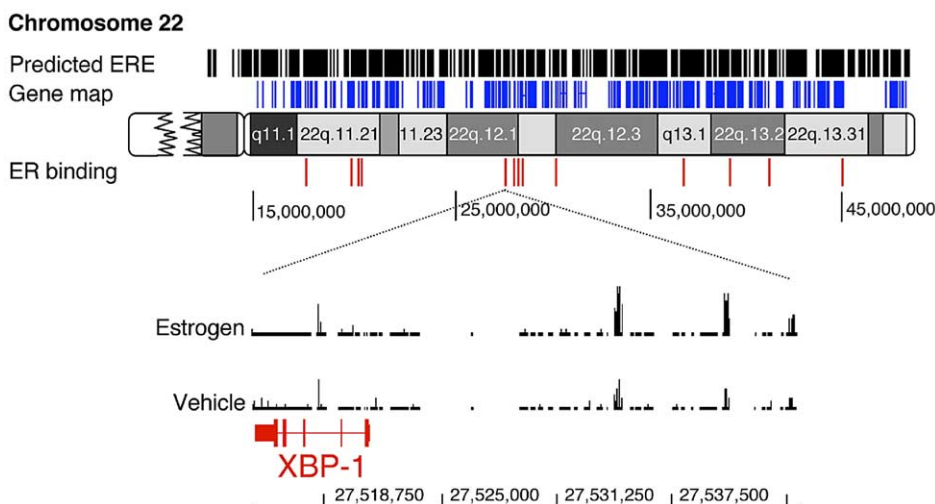 Chromosome 22
Predicted ERE
Gene map
q11.1 22q.11.21 11.23 22q.12.1 22q.12.3 q13.1 22q.13.2 22q.13.31
ER binding
15,000,000 25,000,000 35,000,000 45,000,000
Estrogen
Vehicle
XBP-1
27,518,750 27,525,000 27,531,250 27,537,500